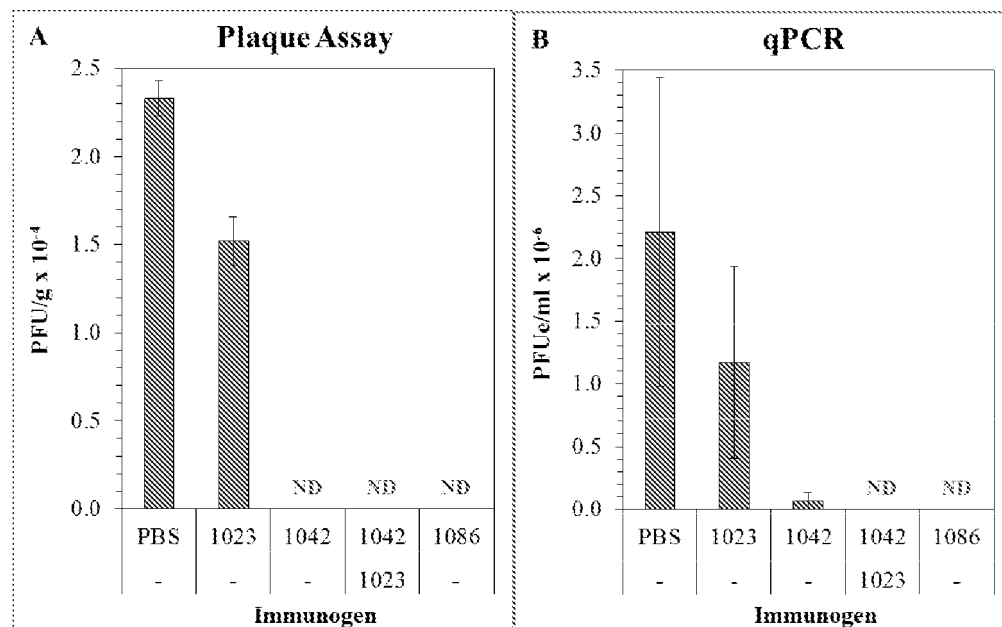 A
Plaque Assay
PFU/g x 10⁻⁴
2.5
2.0
1.5
1.0
0.5
0.0
ND ND ND
PBS 1023 1042 1042 1086
- - - 1023 -
Immunogen
B
qPCR
PFUe/ml x 10⁻⁶
3.5
3.0
2.5
2.0
1.5
1.0
0.5
0.0
ND ND
PBS 1023 1042 1042 1086
- - - 1023 -
Immunogen